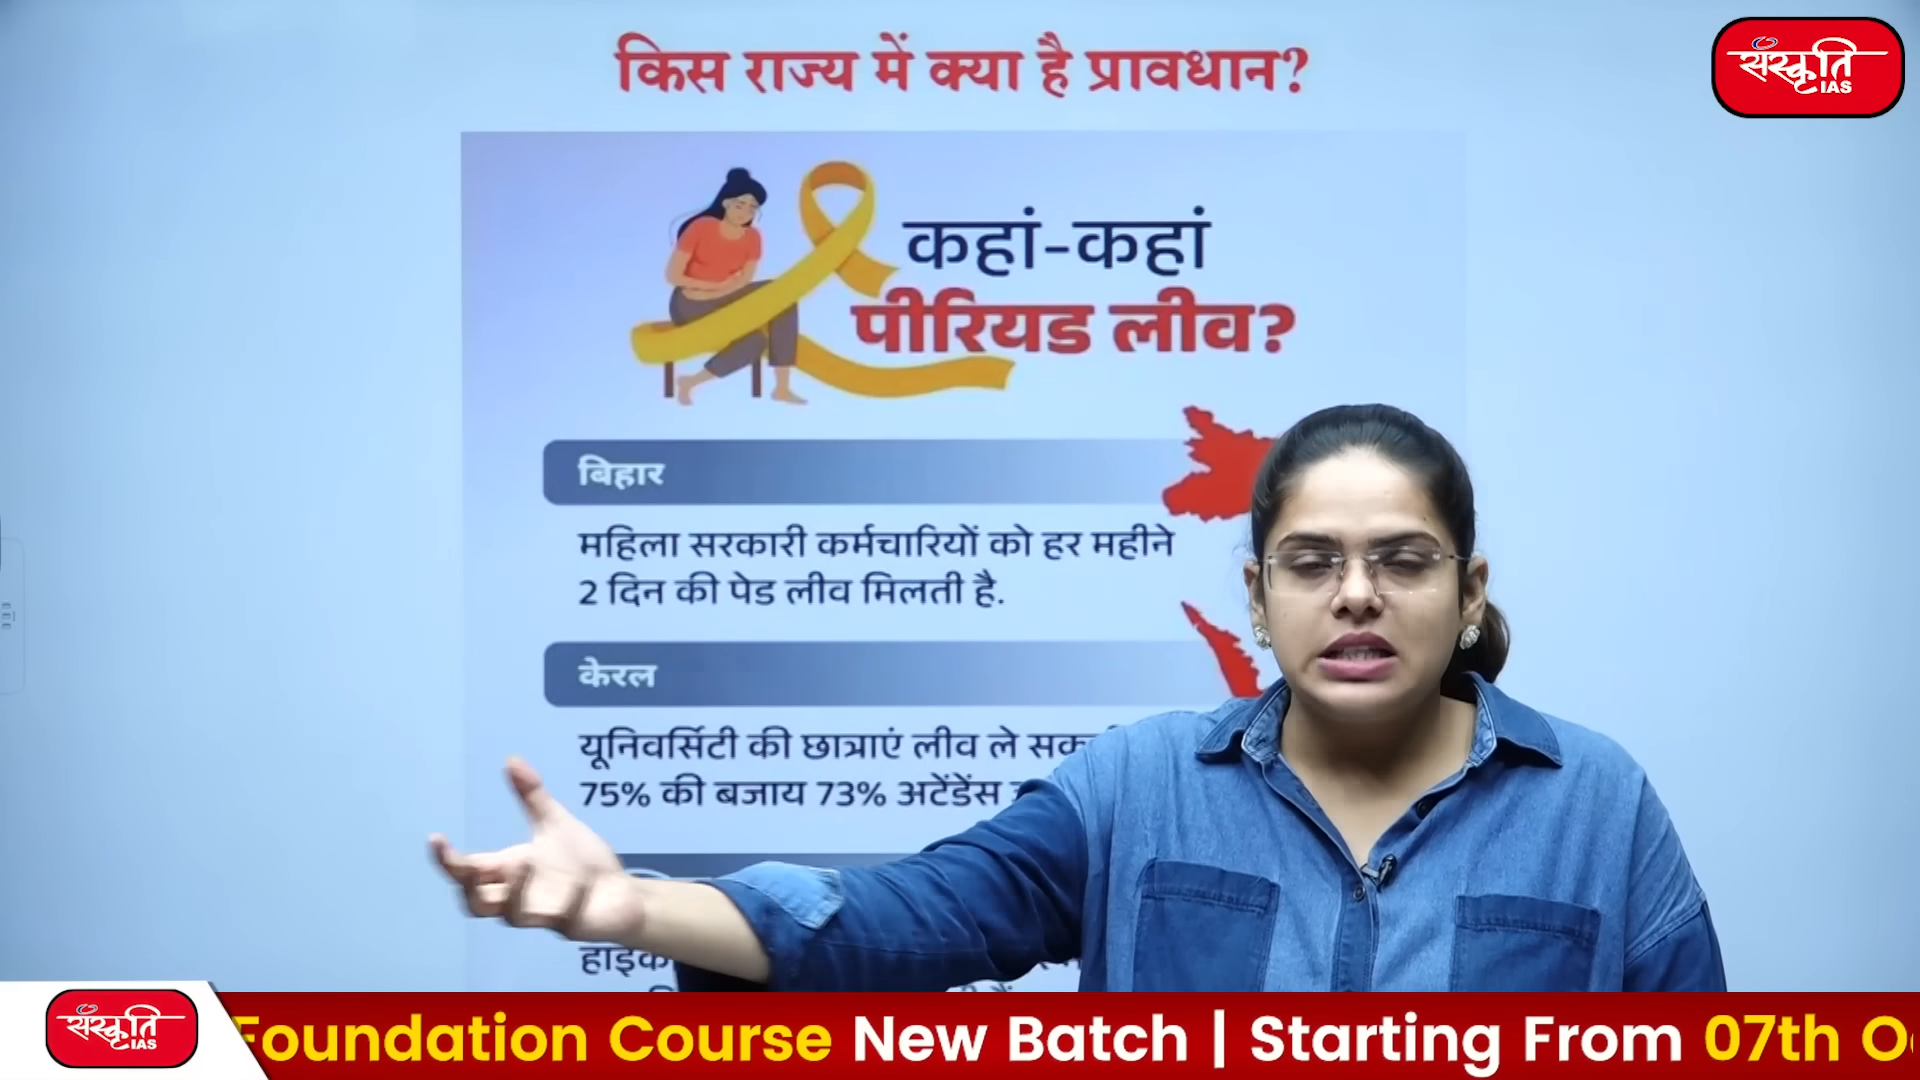 किस राज्य में क्या है प्रावधान?
संस्कृति
IAS
कहां-कहां
पीरियड लीव?
बिहार
महिला सरकारी कर्मचारियों को हर महीने
2 दिन की पेड लीव मिलती है.
केरल
यूनिवर्सिटी की छात्राएं लीव ले
75% की बजाय 73% अटेंडेंस
संस्कृति
IAS
Foundation Course New Batch | Starting From 07th